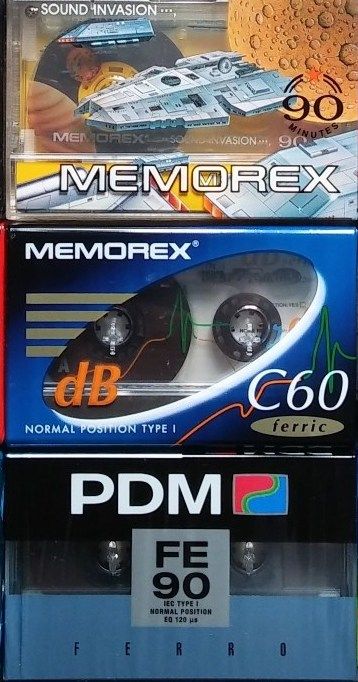 SOUND INVASION ...
MEMOREX SOUND INVASION ... 90
90
MINUTES
MEMOREX
MEMOREX®
A
dB
C60
ferric
NORMAL POSITION TYPE I
PDM
FE
90
IEC TYPE I
NORMAL POSITION
EQ 120 µs
FERRO